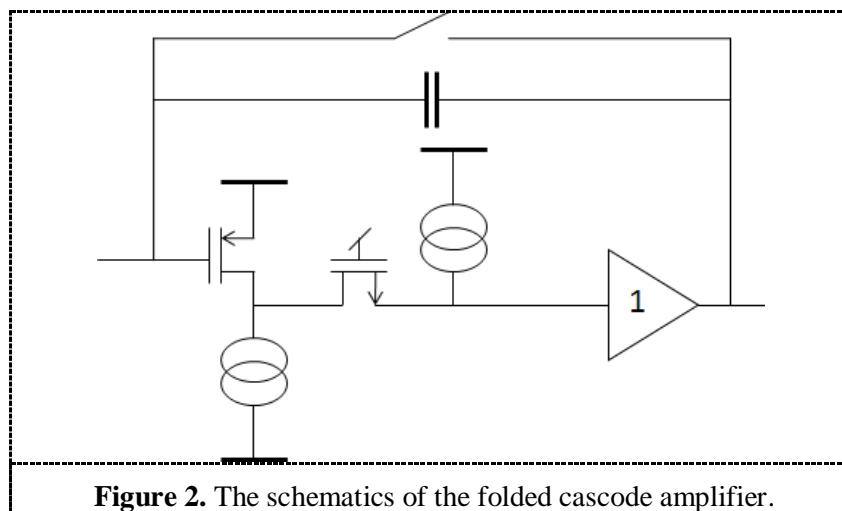 1
Figure 2. The schematics of the folded cascode amplifier.